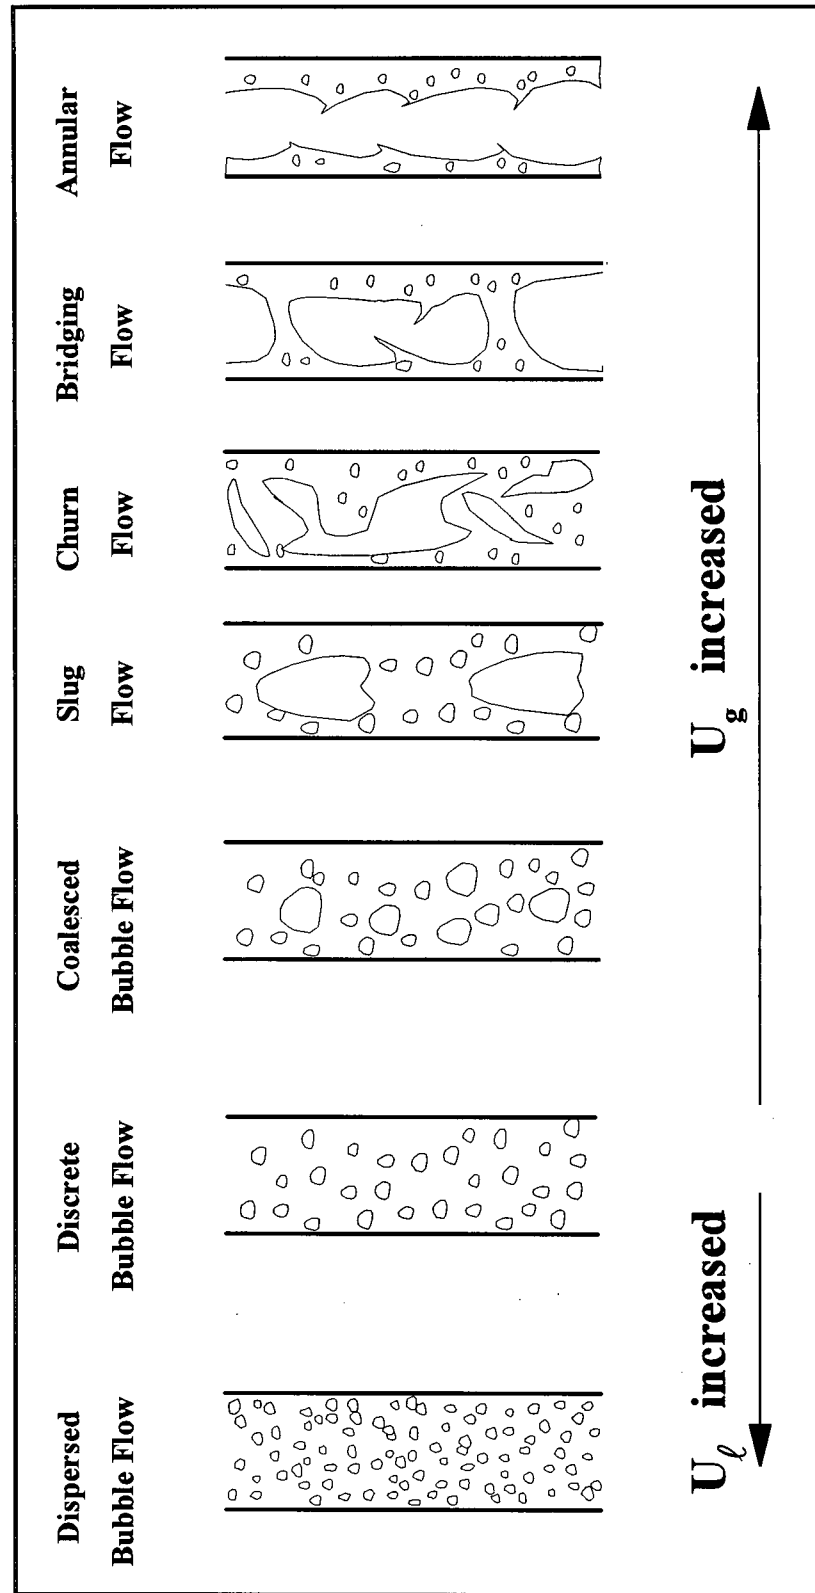 Dispersed
Bubble Flow
Discrete
Bubble Flow
Coalesced
Bubble Flow
Slug
Flow
Churn
Flow
Bridging
Flow
Annular
Flow
Uℓ increased
Ug increased